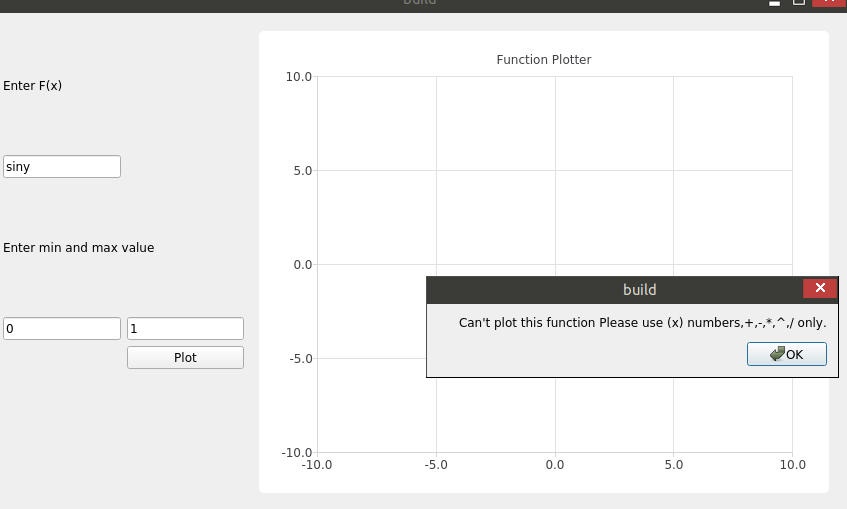 build
Function Plotter
Enter F(x)
siny
Enter min and max value
0
1
Plot
10.0
5.0
0.0
-5.0
-10.0
-10.0
-5.0
0.0
5.0
10.0
build
Can't plot this function Please use (x) numbers,+,-,*,^,/ only.
OK